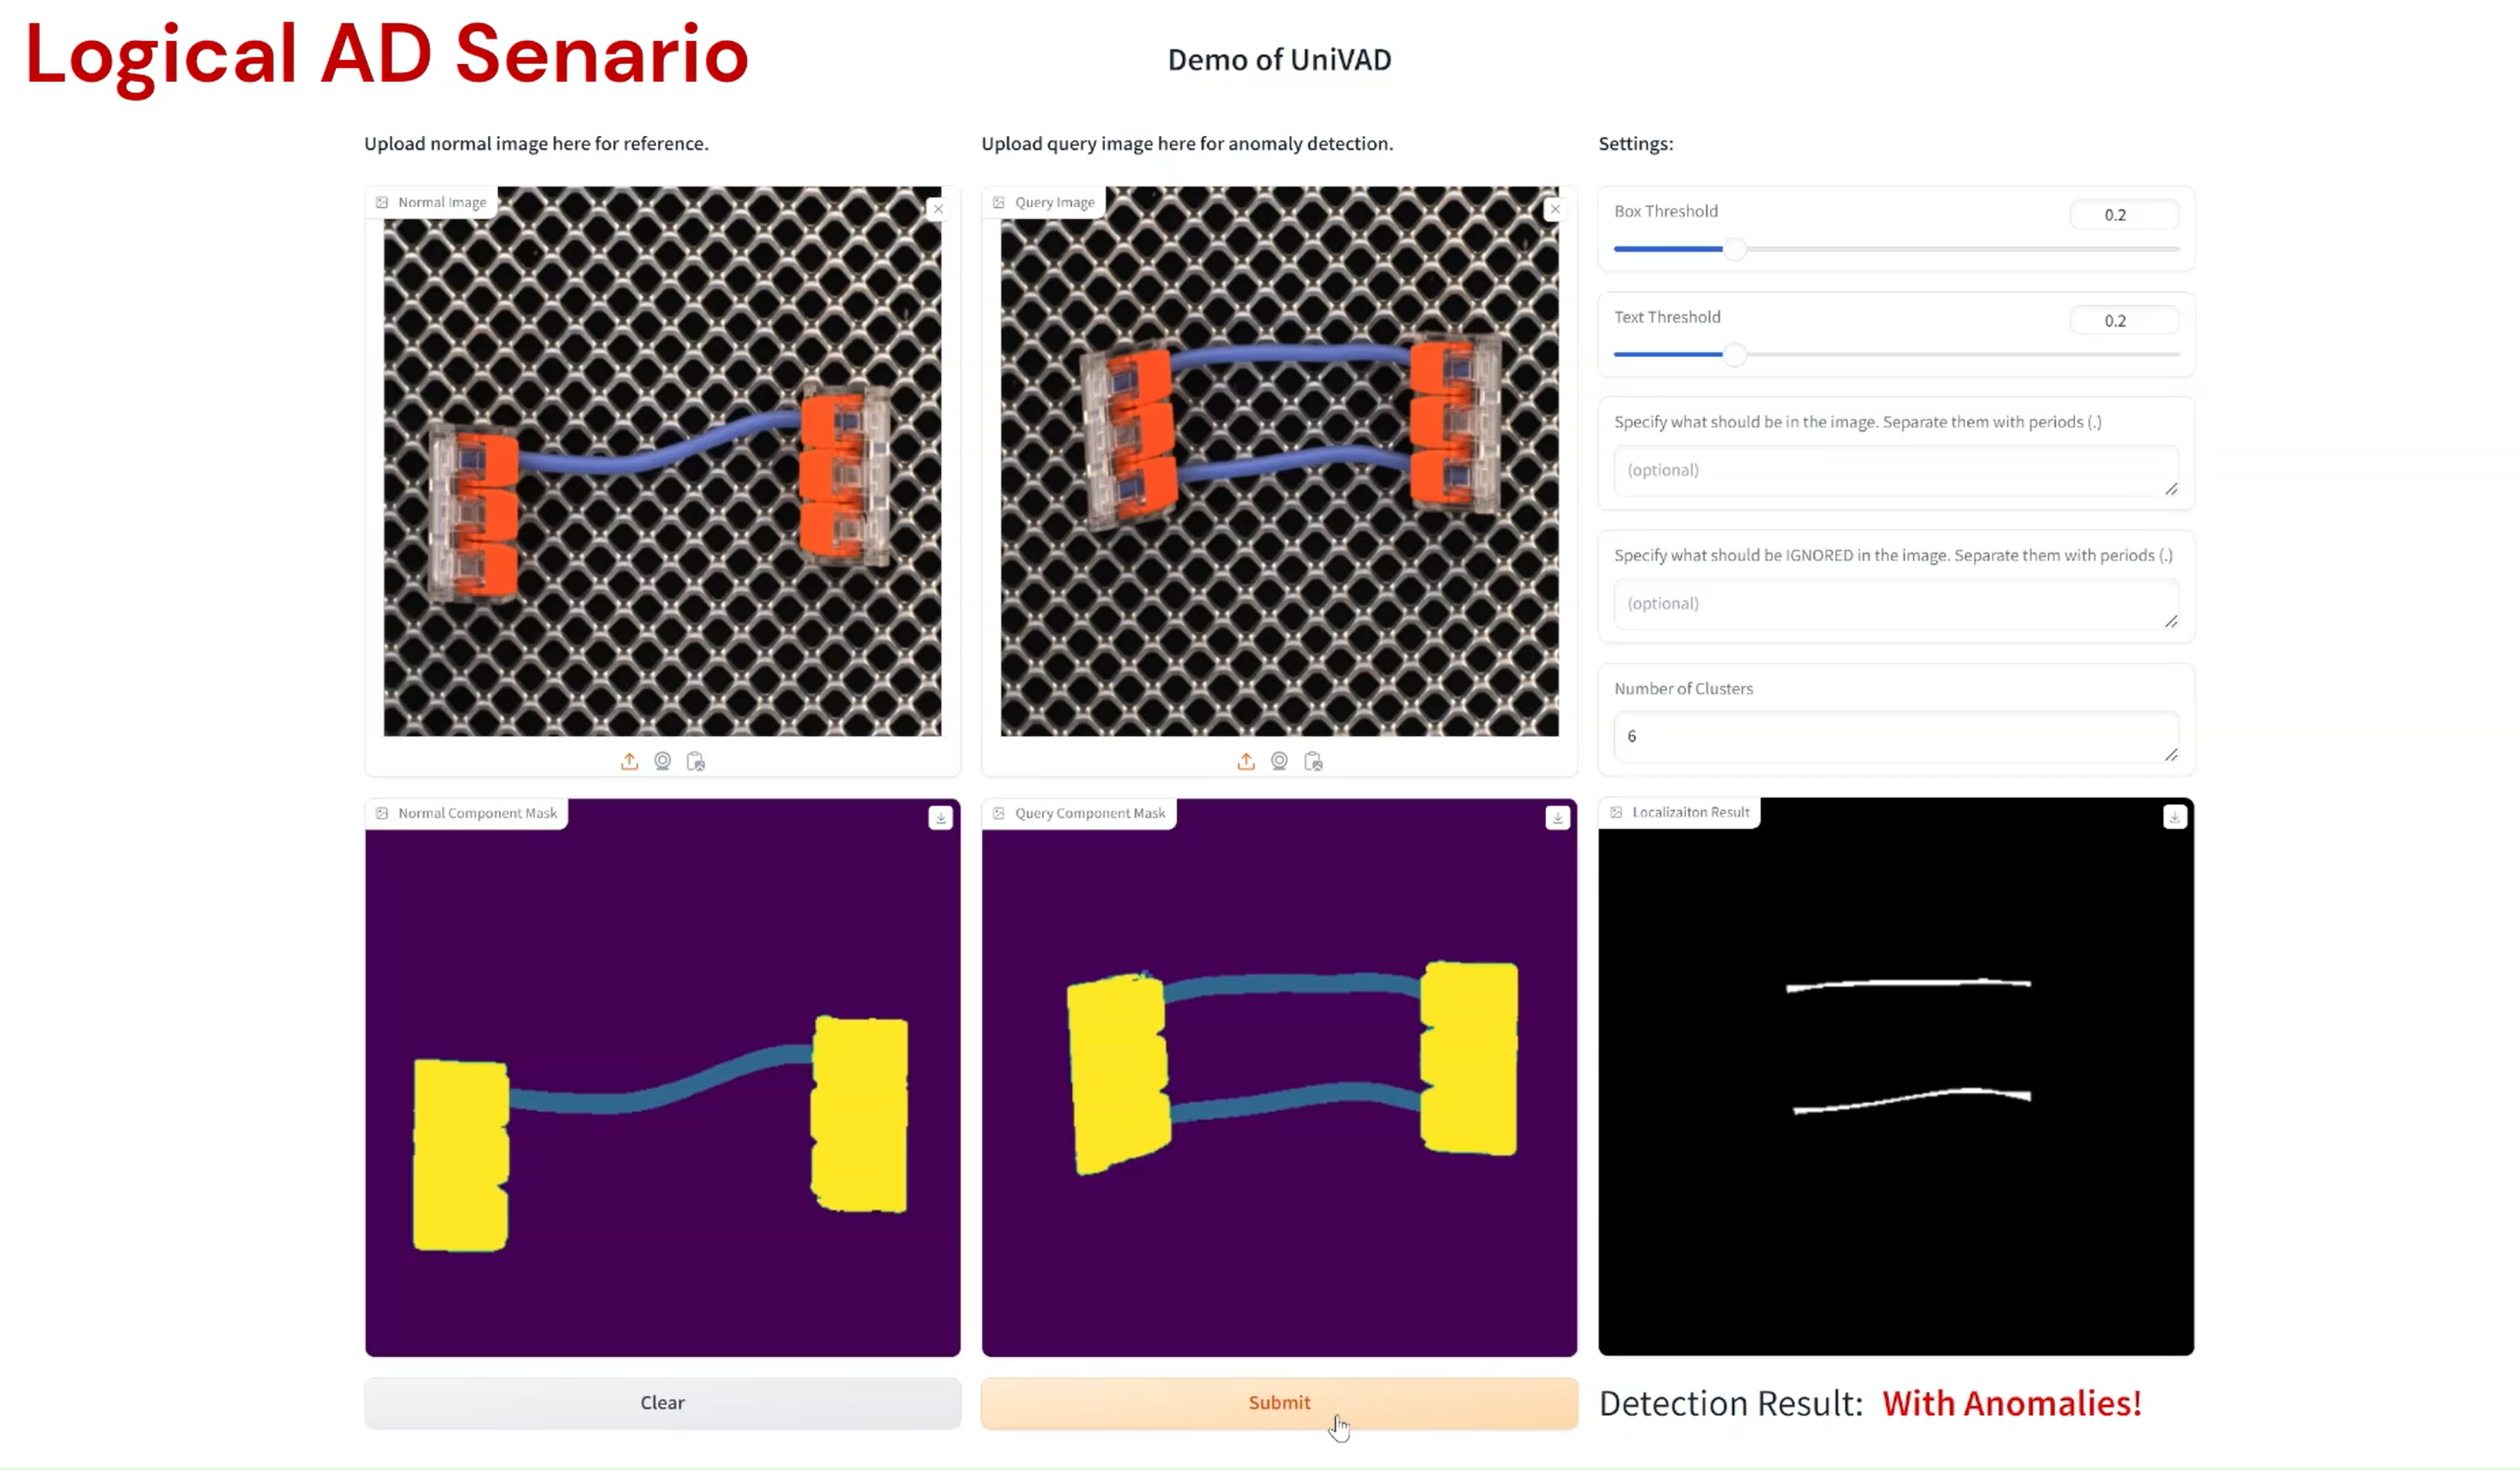 Logical AD Senario
Demo of UniVAD
Upload normal image here for reference.
Upload query image here for anomaly detection.
Settings:
Normal Image
Query Image
Box Threshold
0.2
Text Threshold
0.2
Specify what should be in the image. Separate them with periods (.)
(optional)
Specify what should be IGNORED in the image. Separate them with periods (.)
(optional)
Number of Clusters
6
Normal Component Mask
Query Component Mask
Localizaiton Result
Clear
Submit
Detection Result: With Anomalies!